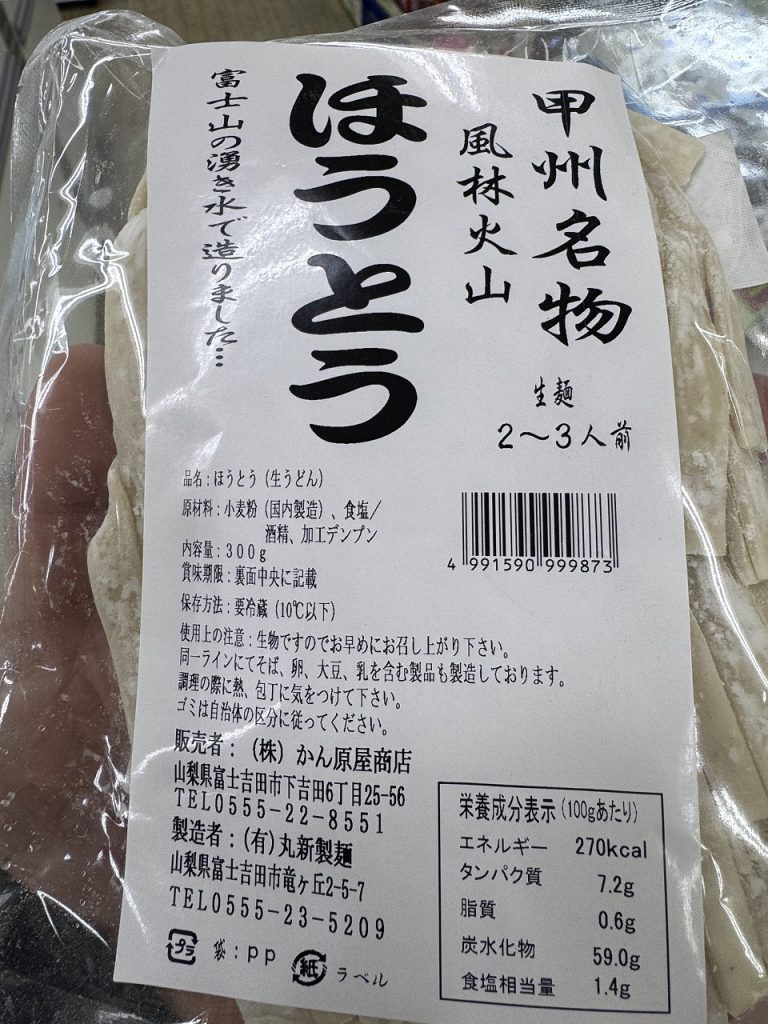 甲州名物
風林火山
ほうとう
富士山の湧き水で造りました…
生麺
2〜3人前
品名：ほうとう（生うどん）
原材料：小麦粉（国内製造）、食塩／
酒精、加工デンプン
内容量：300g
賞味期限：裏面中央に記載
保存方法：要冷蔵（10℃以下）
4 991590 999873
使用上の注意：生物ですのでお早めにお召し上がり下さい。
同一ラインにてそば、卵、大豆、乳を含む製品も製造しております。
調理の際に熱、包丁に気をつけて下さい。
ゴミは自治体の区分に従ってください。
販売者：（株）かん原屋商店
山梨県富士吉田市下吉田6丁目25-56
TEL0555-22-8551
製造者：（有）丸新製麺
山梨県富士吉田市竜ヶ丘2-5-7
TEL0555-23-5209
プラ 袋：PP 紙 ラベル
栄養成分表示（100gあたり）
エネルギー 270kcal
タンパク質 7.2g
脂質 0.6g
炭水化物 59.0g
食塩相当量 1.4g